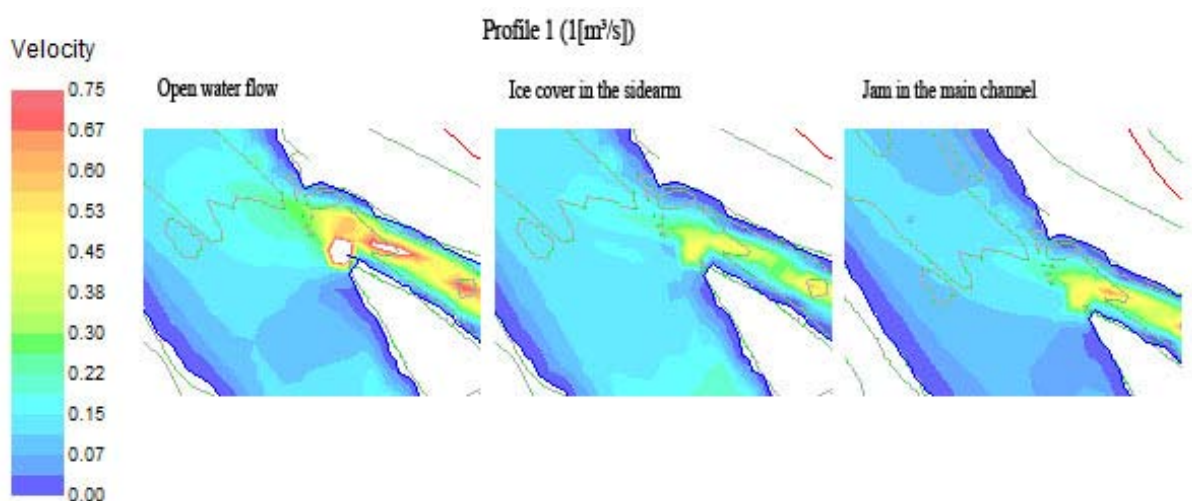 Profile 1 (1[m³/s])
Velocity
Open water flow
Ice cover in the sidearm
Jam in the main channel
0.75
0.67
0.60
0.53
0.45
0.38
0.30
0.22
0.15
0.07
0.00